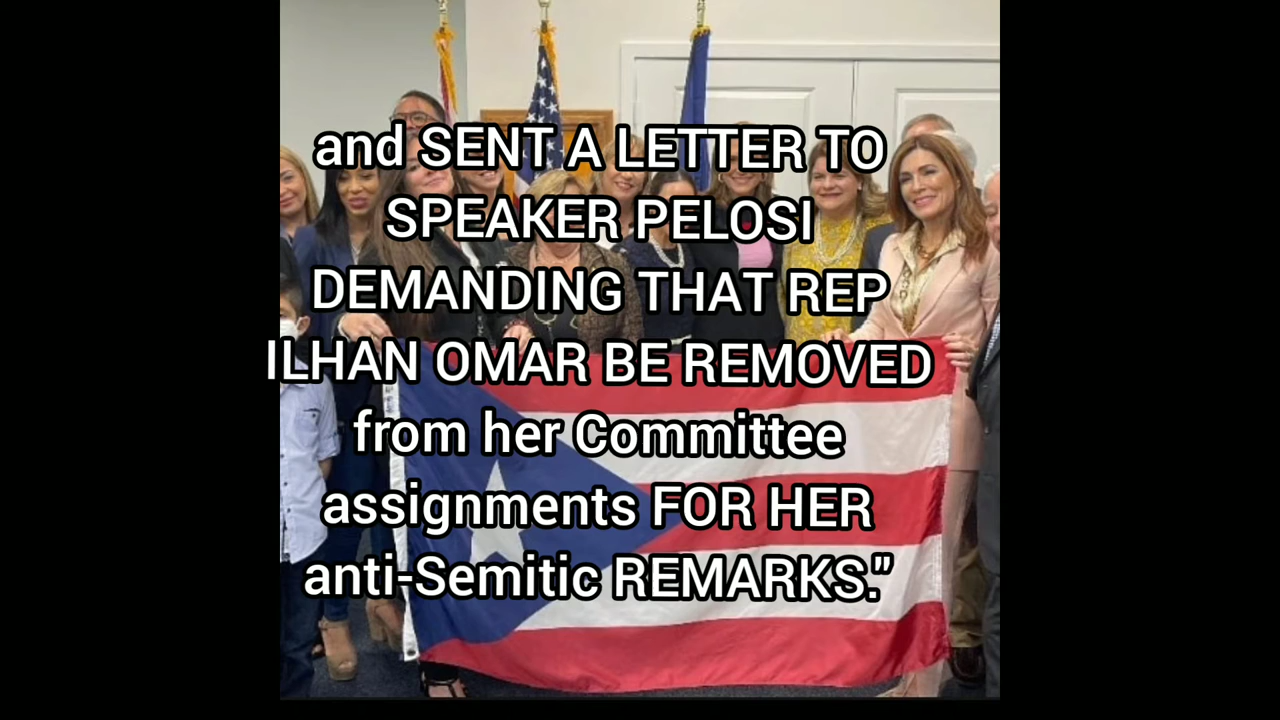 and SENT A LETTER TO
SPEAKER PELOSI
DEMANDING THAT REP
ILHAN OMAR BE REMOVED
from her Committee
assignments FOR HER
anti-Semitic REMARKS.”